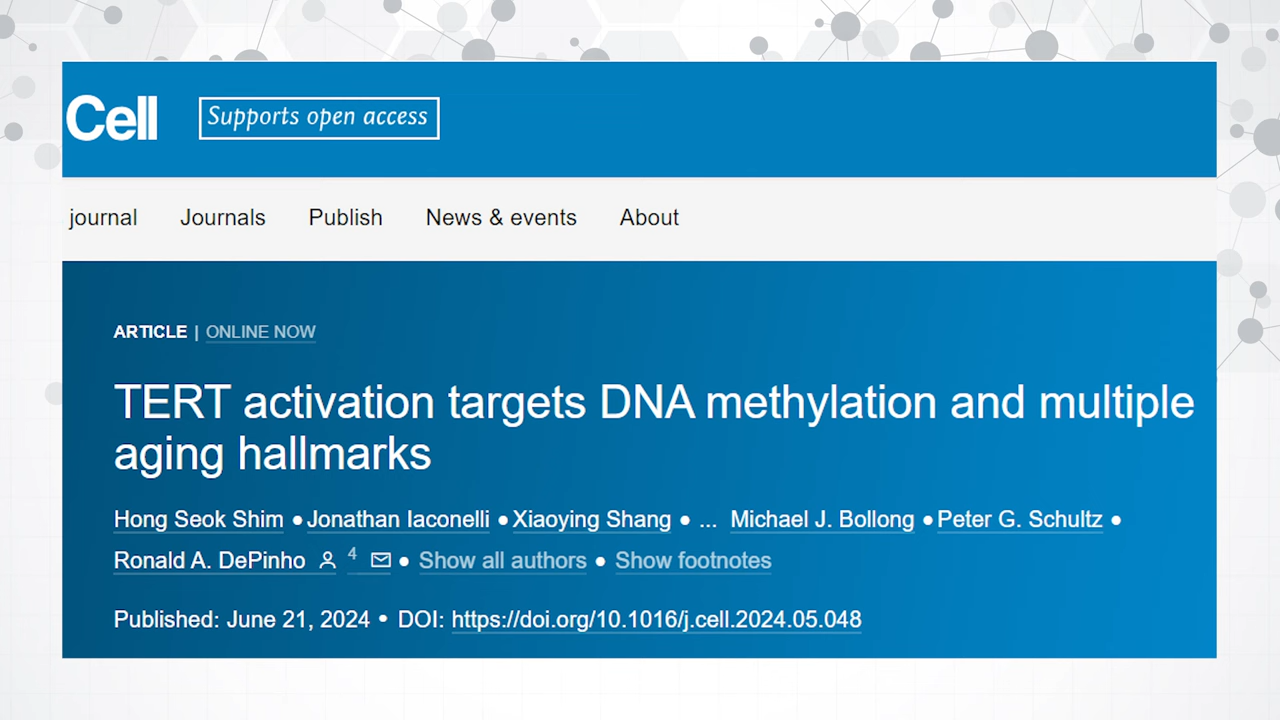 Cell Supports open access
journal Journals Publish News & events About
ARTICLE | ONLINE NOW
TERT activation targets DNA methylation and multiple
aging hallmarks
Hong Seok Shim • Jonathan Iaconelli • Xiaoying Shang • ... Michael J. Bollong • Peter G. Schultz •
Ronald A. DePinho 4 • Show all authors • Show footnotes
Published: June 21, 2024 • DOI: https://doi.org/10.1016/j.cell.2024.05.048